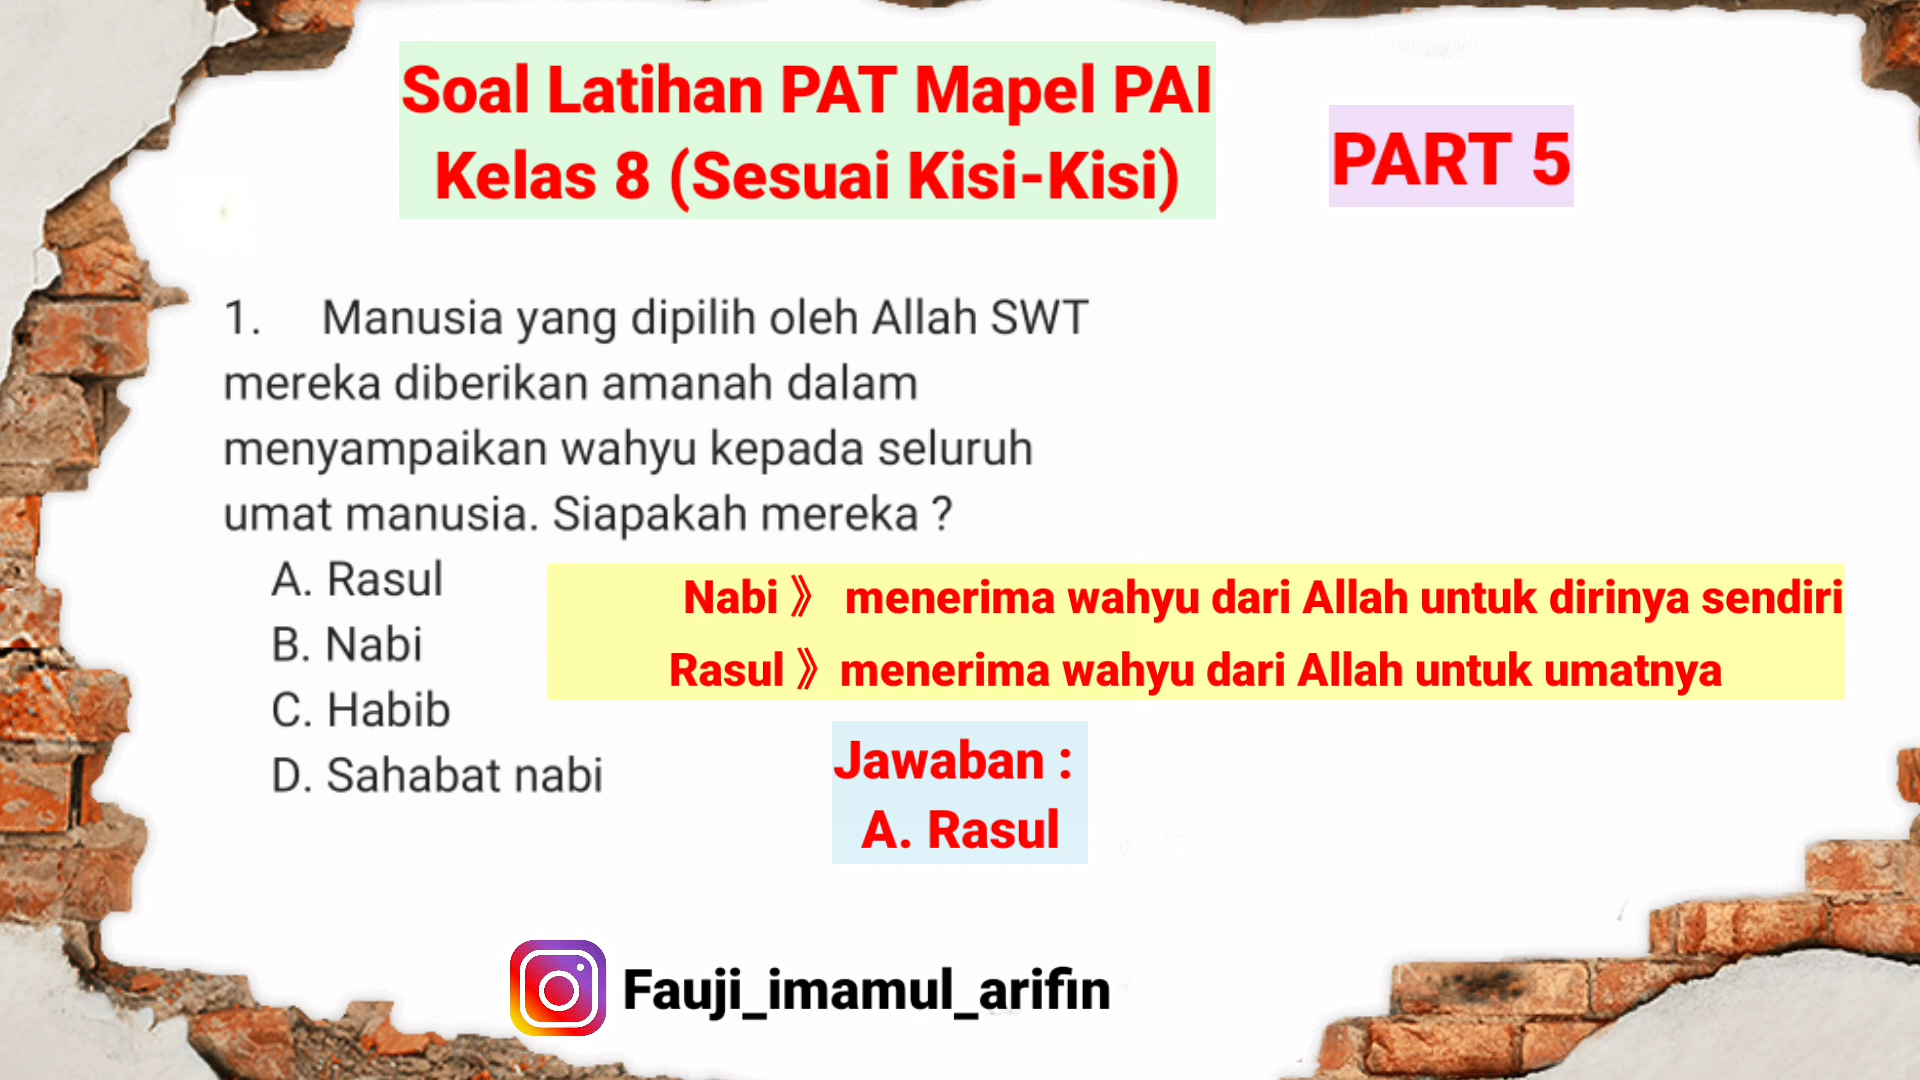 Soal Latihan PAT Mapel PAI
Kelas 8 (Sesuai Kisi-Kisi)
PART 5
1. Manusia yang dipilih oleh Allah SWT
mereka diberikan amanah dalam
menyampaikan wahyu kepada seluruh
umat manusia. Siapakah mereka ?
A. Rasul
B. Nabi
C. Habib
D. Sahabat nabi
Nabi 》 menerima wahyu dari Allah untuk dirinya sendiri
Rasul 》menerima wahyu dari Allah untuk umatnya
Jawaban :
A. Rasul
Fauji_imamul_arifin